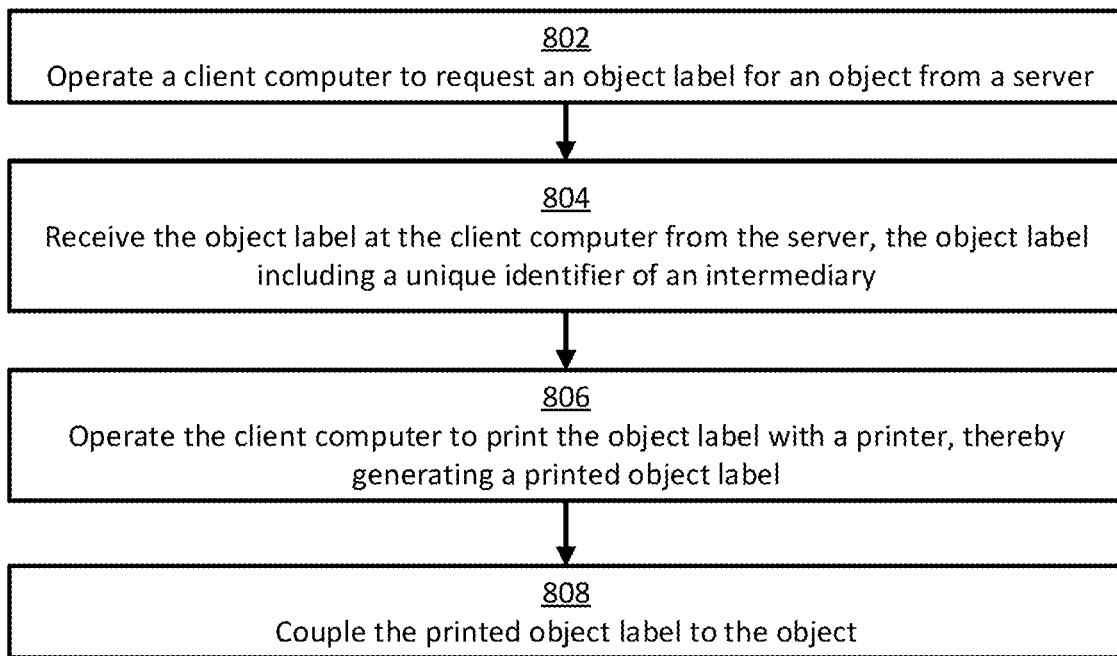 802
Operate a client computer to request an object label for an object from a server
804
Receive the object label at the client computer from the server, the object label
including a unique identifier of an intermediary
806
Operate the client computer to print the object label with a printer, thereby
generating a printed object label
808
Couple the printed object label to the object